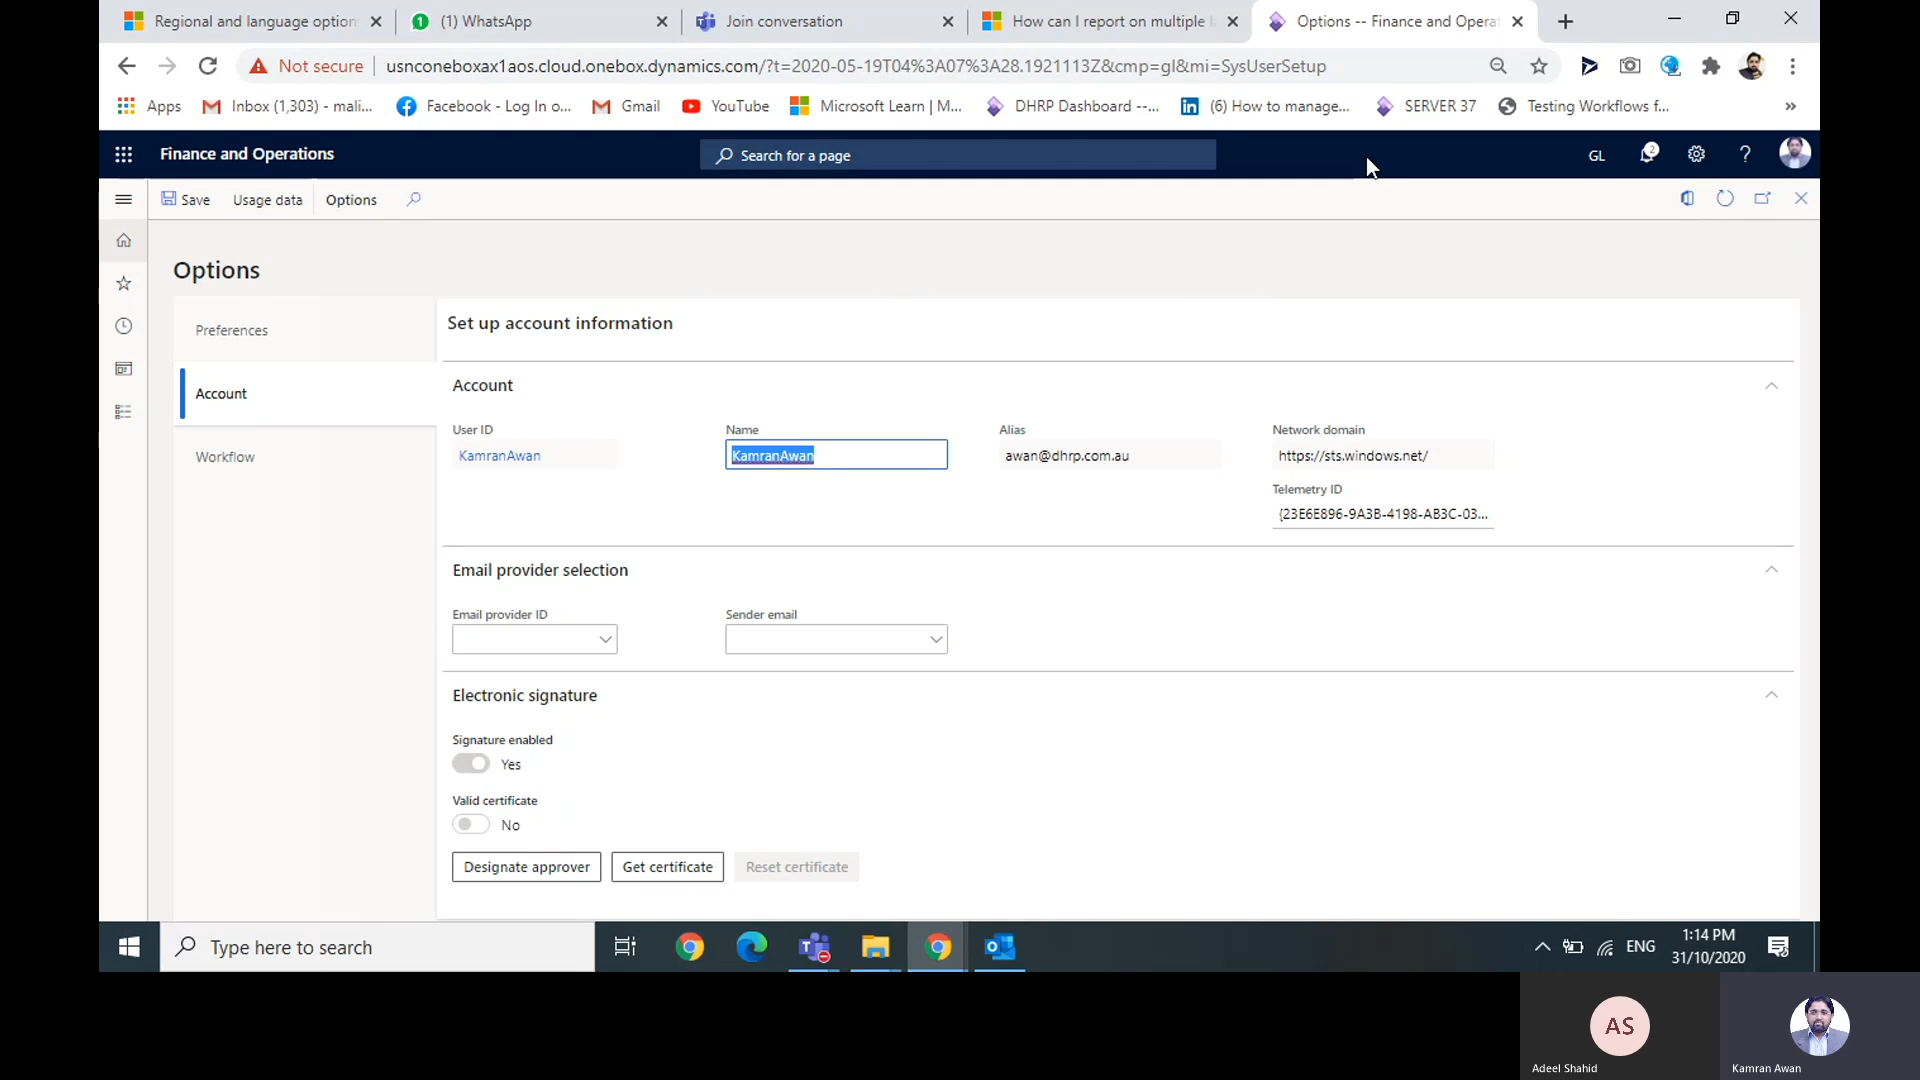 Regional and language option
(1) WhatsApp
Join conversation
How can I report on multiple l
Options -- Finance and Operat
Not secure
usnconeboxax1aos.cloud.onebox.dynamics.com/?t=2020-05-19T04%3A07%3A28.1921113Z&cmp=gl&mi=SysUserSetup
Apps
Inbox (1,303) - mali...
Facebook - Log In o...
Gmail
YouTube
Microsoft Learn | M...
DHRP Dashboard --...
(6) How to manage...
SERVER 37
Testing Workflows f...
»
Finance and Operations
Search for a page
GL
2
?
Save
Usage data
Options
Options
Preferences
Account
Workflow
Set up account information
Account
User ID
KamranAwan
Name
KamranAwan
Alias
awan@dhrp.com.au
Network domain
https://sts.windows.net/
Telemetry ID
{23E6E896-9A3B-4198-AB3C-03...
Email provider selection
Email provider ID
Sender email
Electronic signature
Signature enabled
Yes
Valid certificate
No
Designate approver
Get certificate
Reset certificate
Type here to search
ENG
1:14 PM
31/10/2020
AS
Adeel Shahid
Kamran Awan